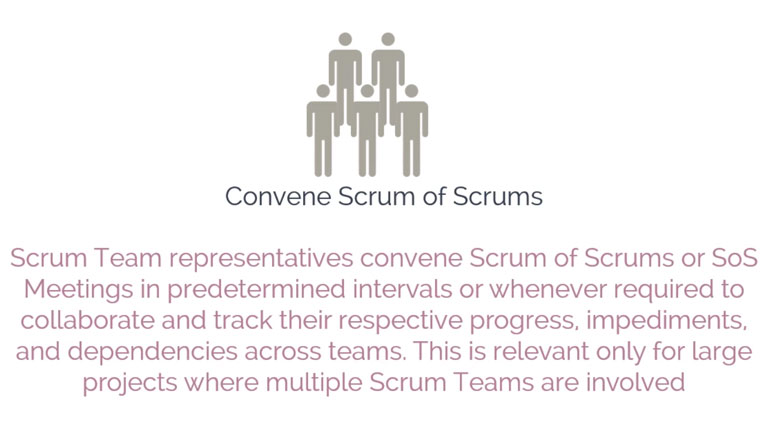 Convene Scrum of Scrums
Scrum Team representatives convene Scrum of Scrums or SoS
Meetings in predetermined intervals or whenever required to
collaborate and track their respective progress, impediments,
and dependencies across teams. This is relevant only for large
projects where multiple Scrum Teams are involved